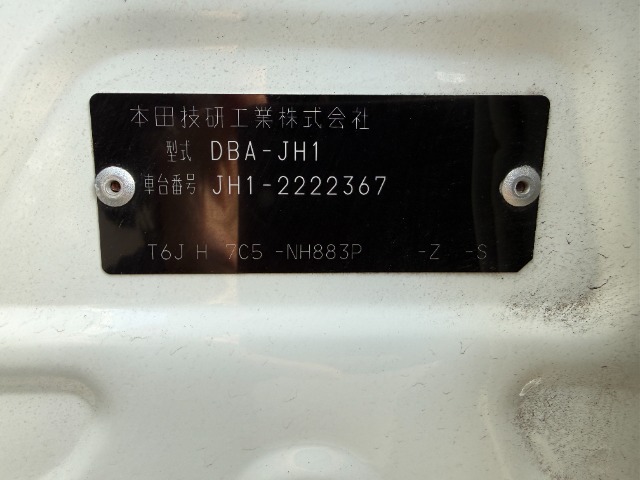 本田技研工業株式会社
型式 DBA-JH1
車台番号 JH1-2222367
T6J H 7C5 -NH883P -Z -S